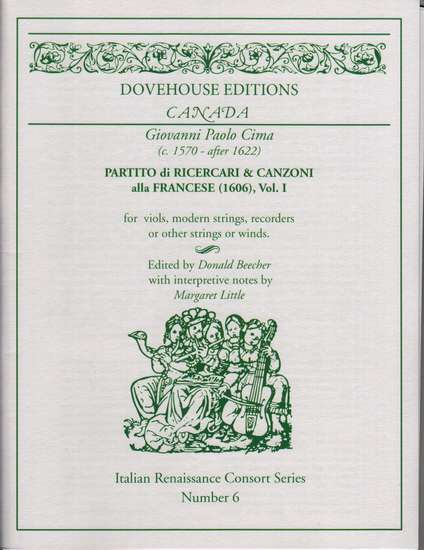 DOVEHOUSE EDITIONS
CANADA
Giovanni Paolo Cima
(c. 1570 - after 1622)
PARTITO di RICERCARI & CANZONI
alla FRANCESE (1606), Vol. I
for viols, modern strings, recorders
or other strings or winds.
Edited by Donald Beecher
with interpretive notes by
Margaret Little
Italian Renaissance Consort Series
Number 6